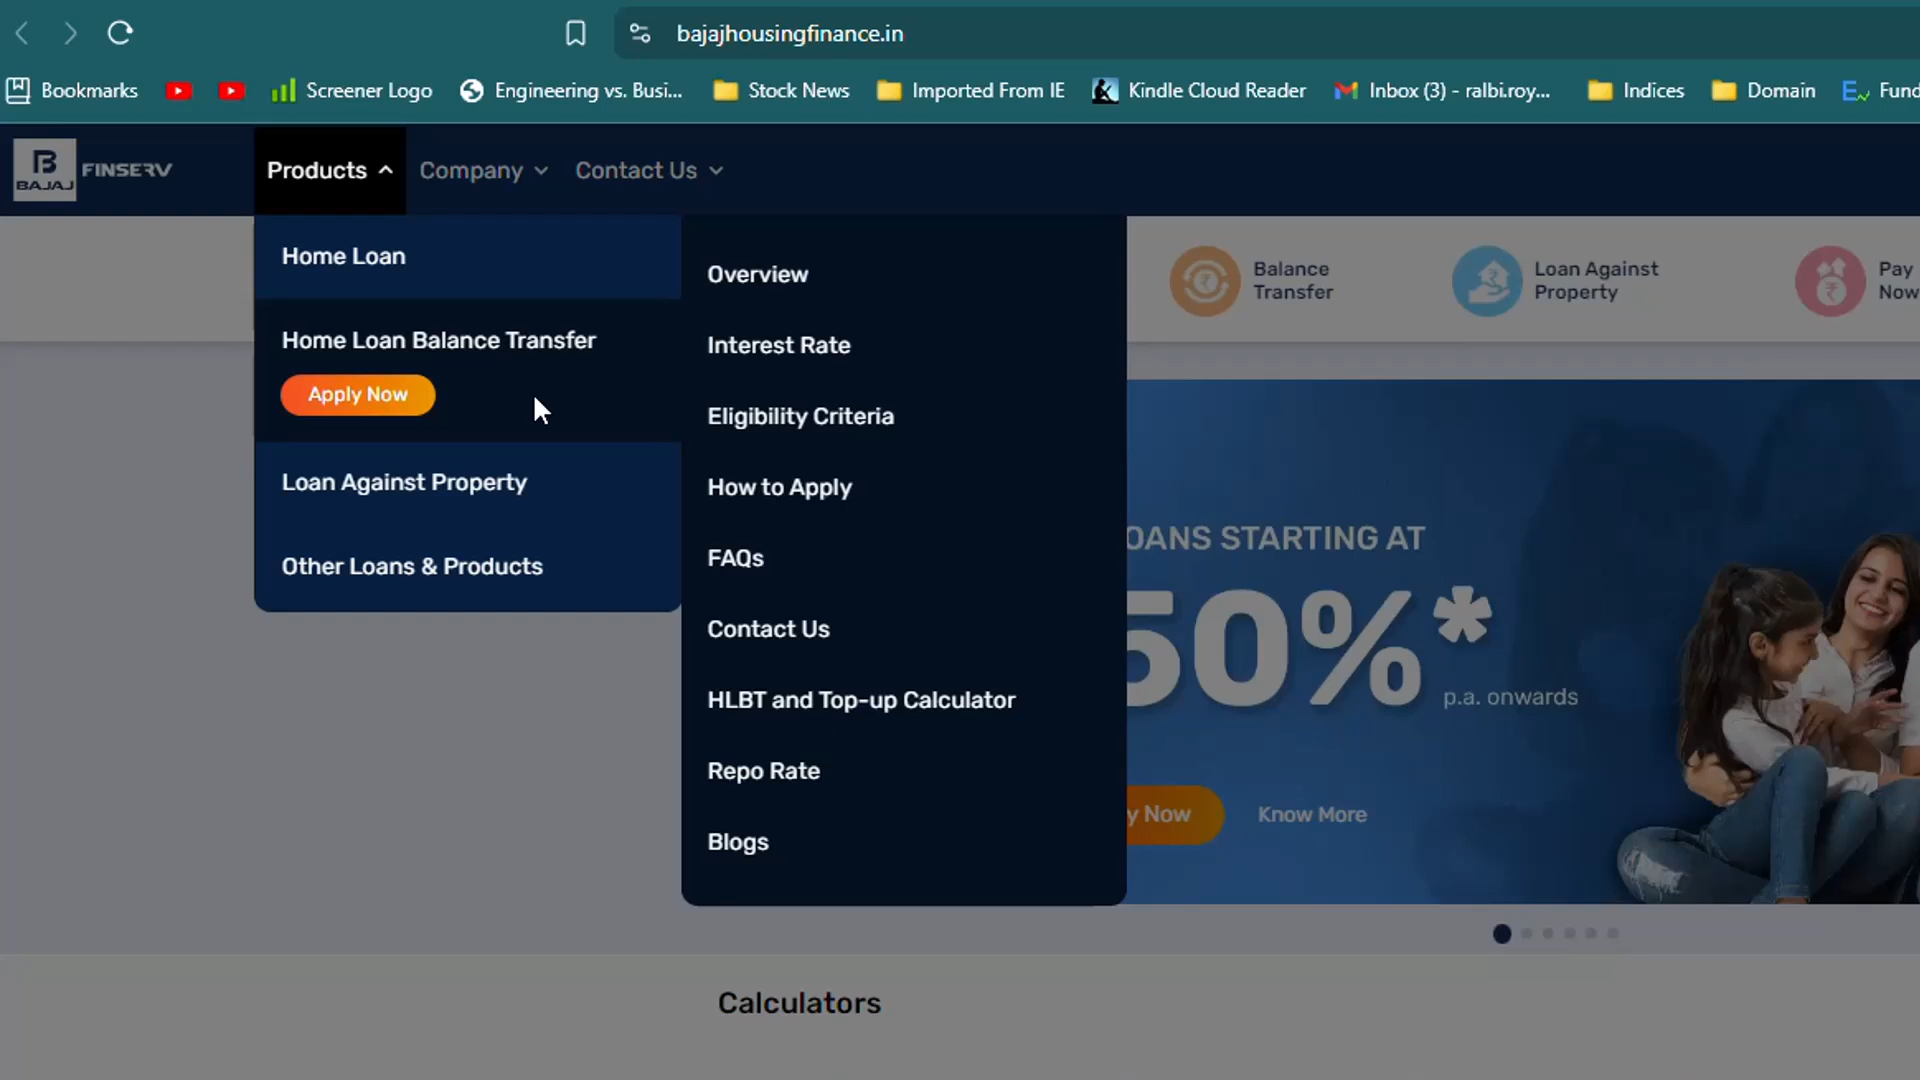 bajajhousingfinance.in
Bookmarks
Screener Logo
Engineering vs. Busi...
Stock News
Imported From IE
Kindle Cloud Reader
Inbox (3) - ralbi.roy...
Indices
Domain
Fund
B
BAJAJ
FINSERV
Products
Company
Contact Us
Home Loan
Home Loan Balance Transfer
Apply Now
Loan Against Property
Other Loans & Products
Overview
Interest Rate
Eligibility Criteria
How to Apply
FAQs
Contact Us
HLBT and Top-up Calculator
Repo Rate
Blogs
Balance
Transfer
Loan Against
Property
Pay
Now
OANS STARTING AT
50%*
p.a. onwards
y Now
Know More
Calculators